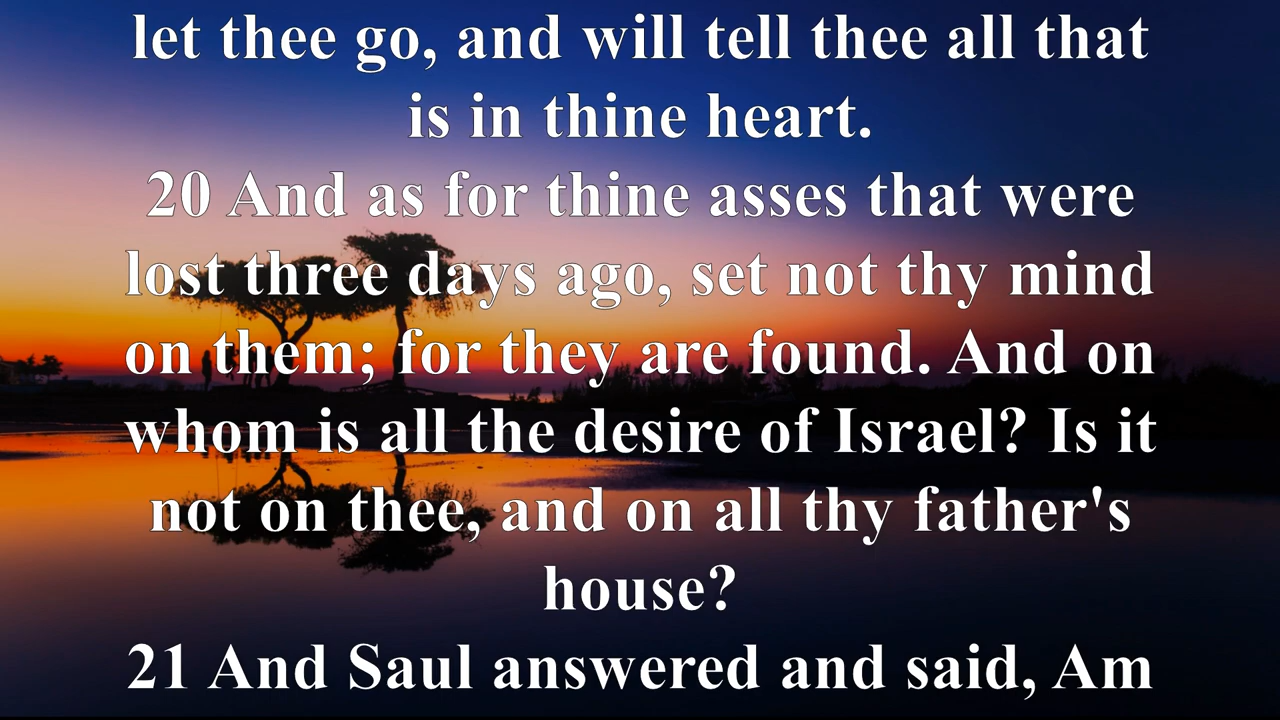 let thee go, and will tell thee all that
is in thine heart.
20 And as for thine asses that were
lost three days ago, set not thy mind
on them; for they are found. And on
whom is all the desire of Israel? Is it
not on thee, and on all thy father's
house?
21 And Saul answered and said, Am